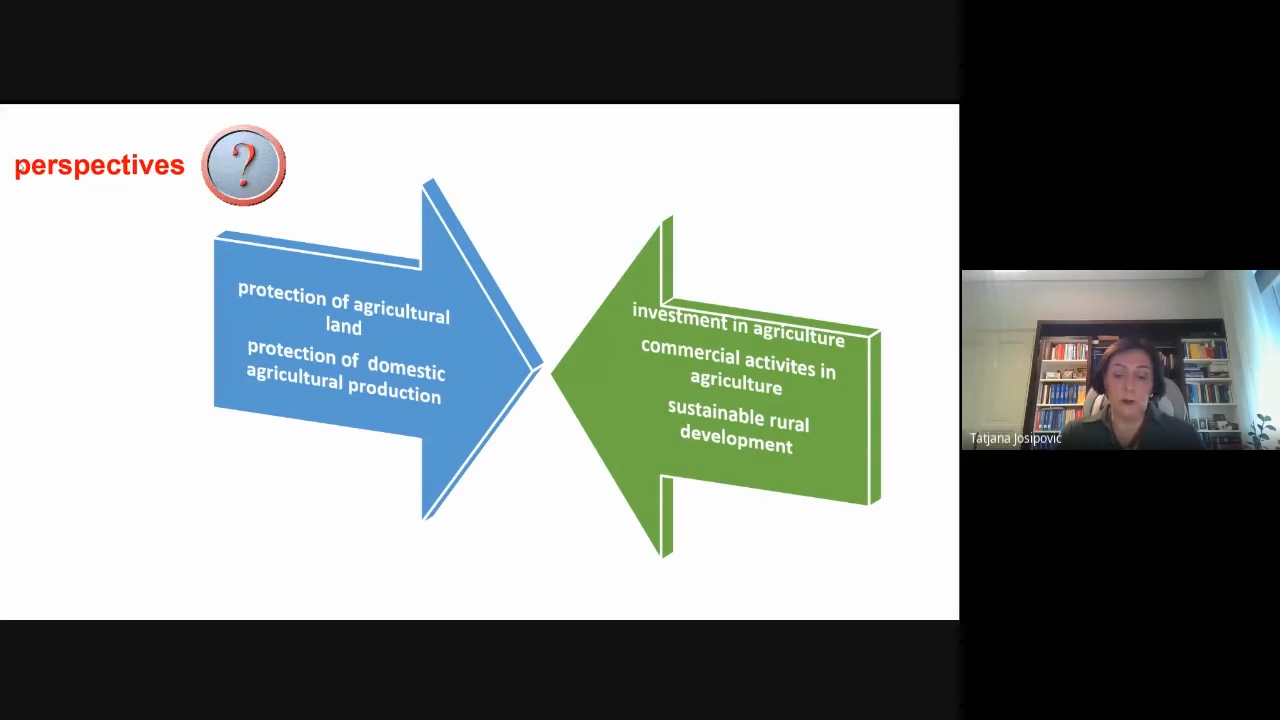 perspectives
?
protection of agricultural
land
protection of domestic
agricultural production
investment in agriculture
commercial activites in
agriculture
sustainable rural
development
Tatjana Josipović